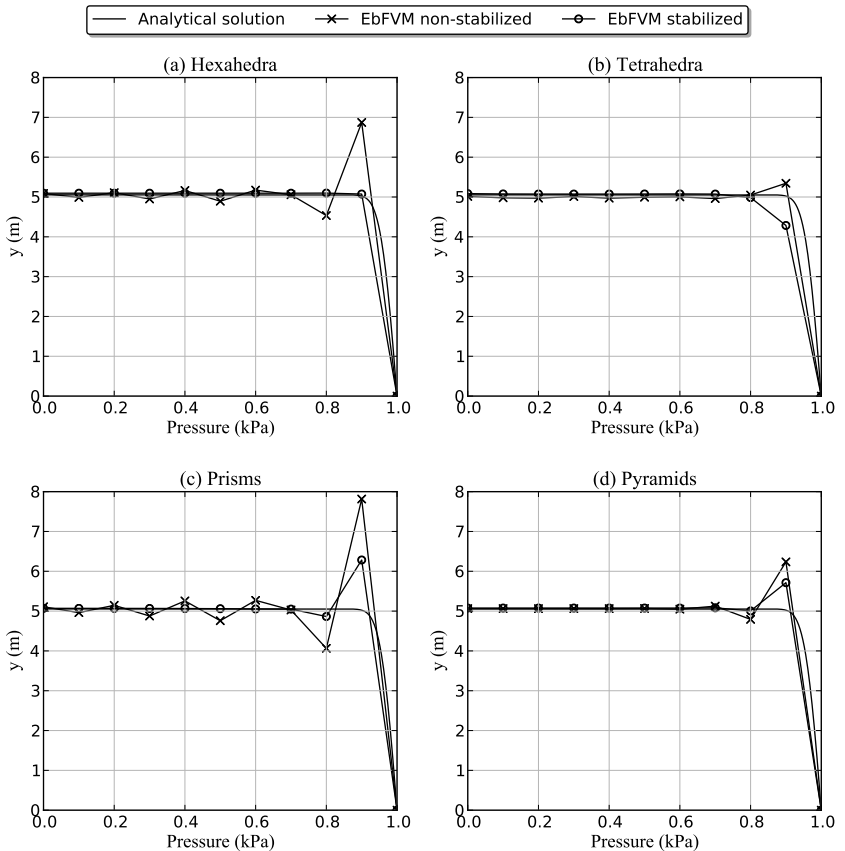 Analytical solution EbFVM non-stabilized EbFVM stabilized
(a) Hexahedra
8
7
6
5
4
3
2
1
0
y (m)
0.0 0.2 0.4 0.6 0.8 1.0
Pressure (kPa)
(b) Tetrahedra
8
7
6
5
4
3
2
1
0
y (m)
0.0 0.2 0.4 0.6 0.8 1.0
Pressure (kPa)
(c) Prisms
8
7
6
5
4
3
2
1
0
y (m)
0.0 0.2 0.4 0.6 0.8 1.0
Pressure (kPa)
(d) Pyramids
8
7
6
5
4
3
2
1
0
y (m)
0.0 0.2 0.4 0.6 0.8 1.0
Pressure (kPa)